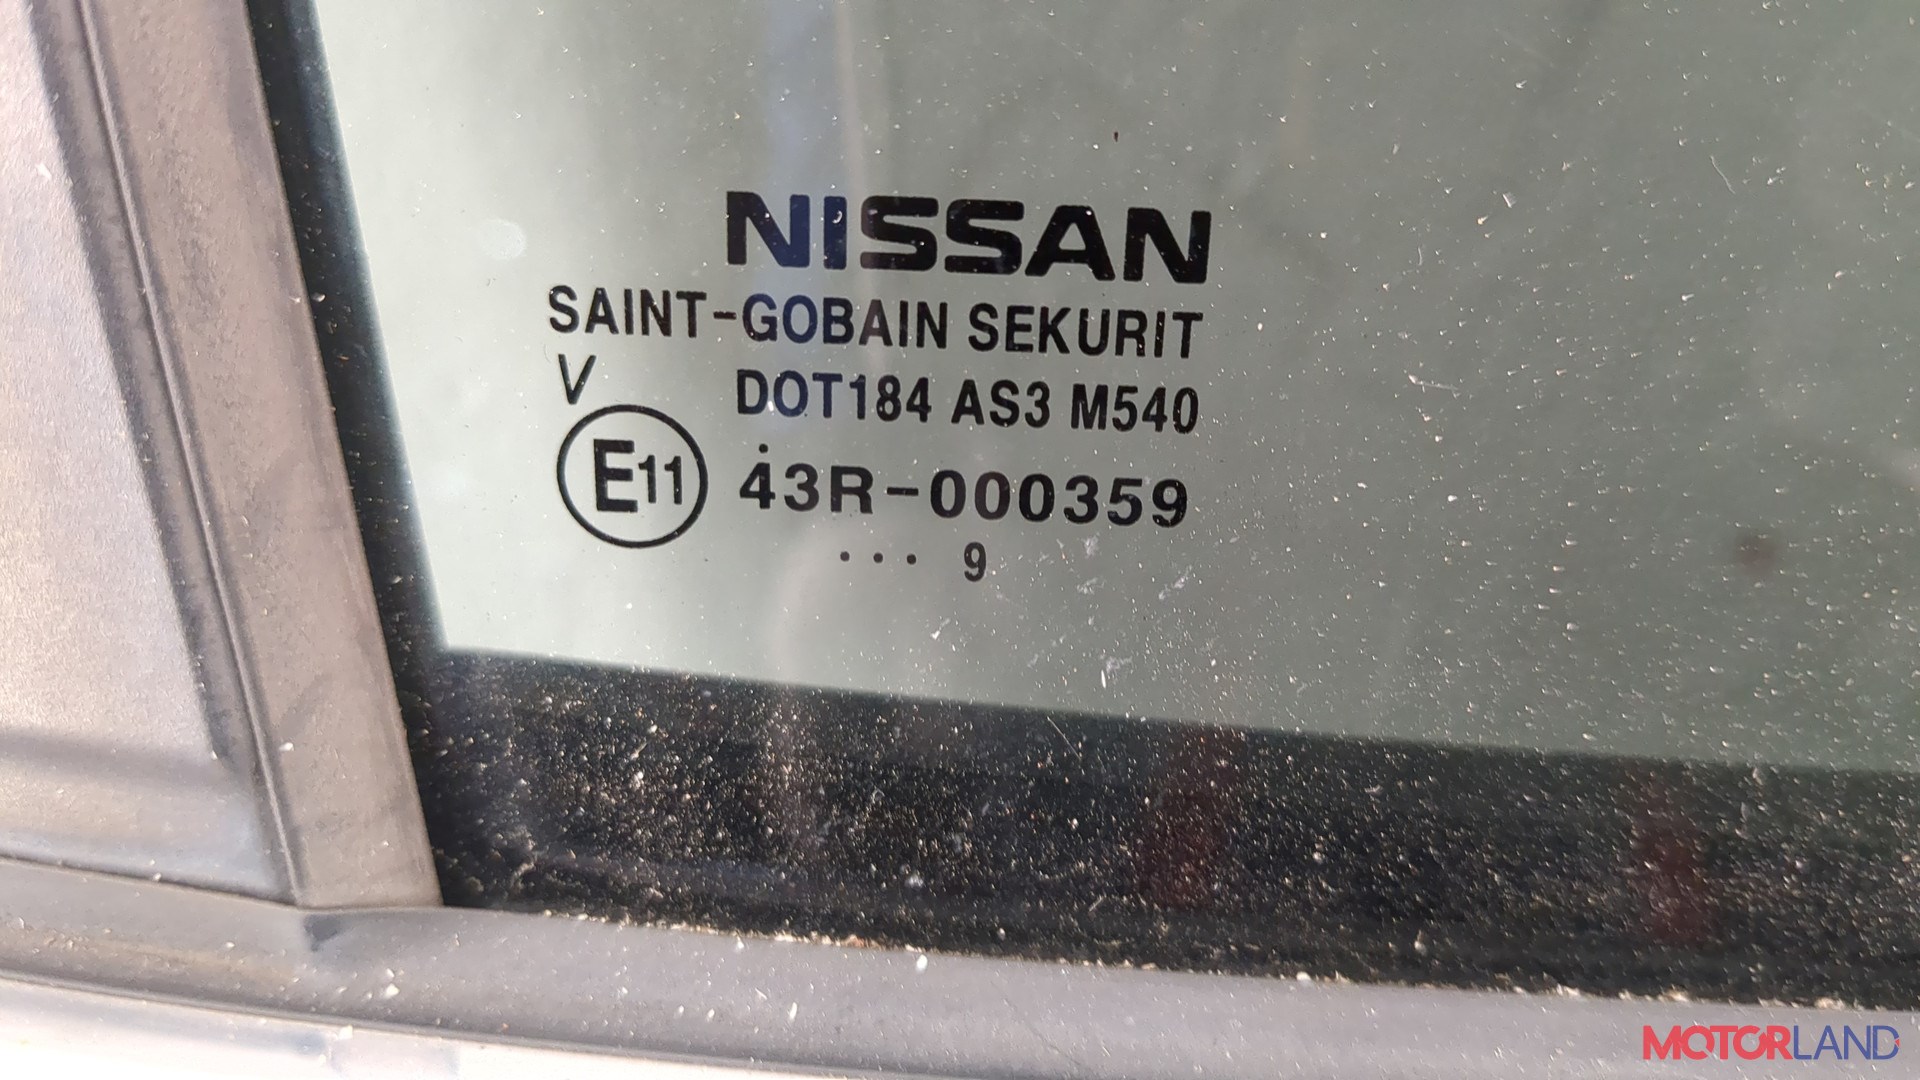 NISSAN
SAINT-GOBAIN SEKURIT
V DOT184 AS3 M540
E11 43R-000359
... 9
MOTORLAND